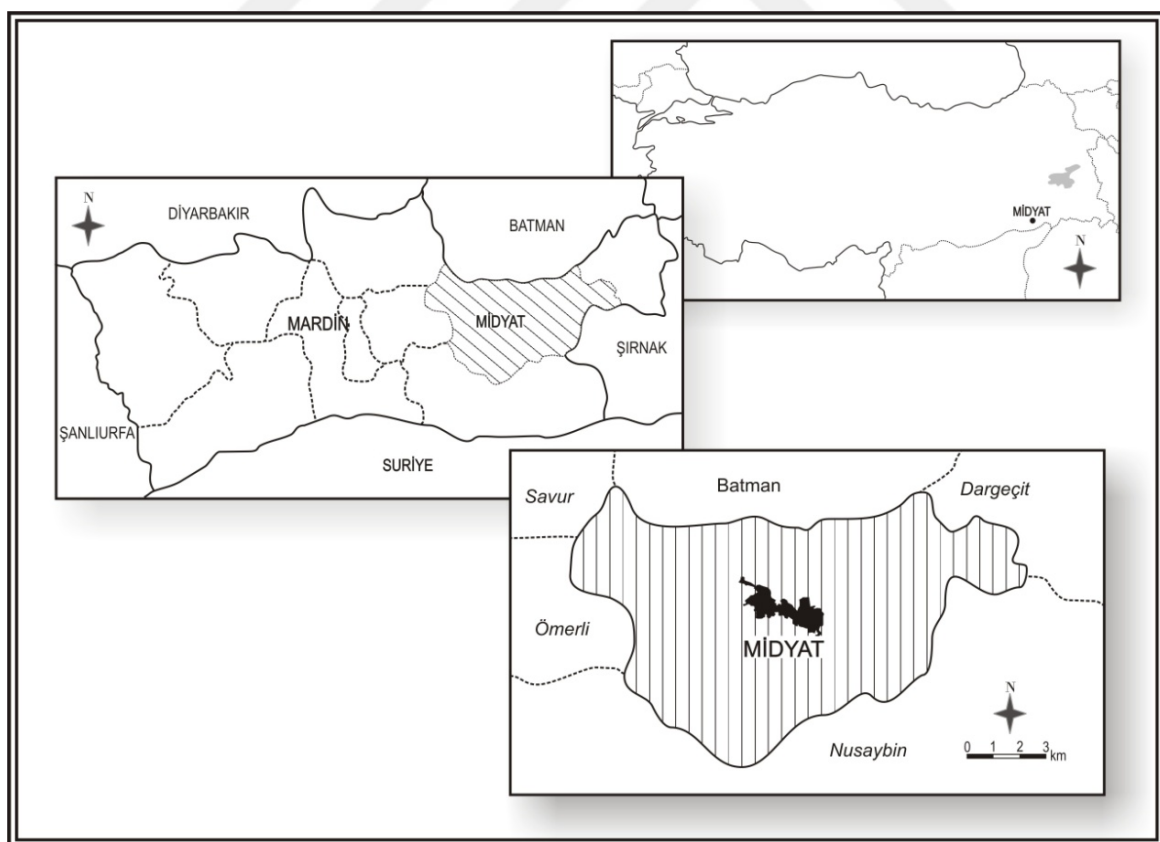 MİDYAT
N
N
DİYARBAKIR
BATMAN
MARDİN
MİDYAT
ŞIRNAK
ŞANLIURFA
SURİYE
Savur
Batman
Dargeçit
Ömerli
MİDYAT
Nusaybin
N
0 1 2 3
km